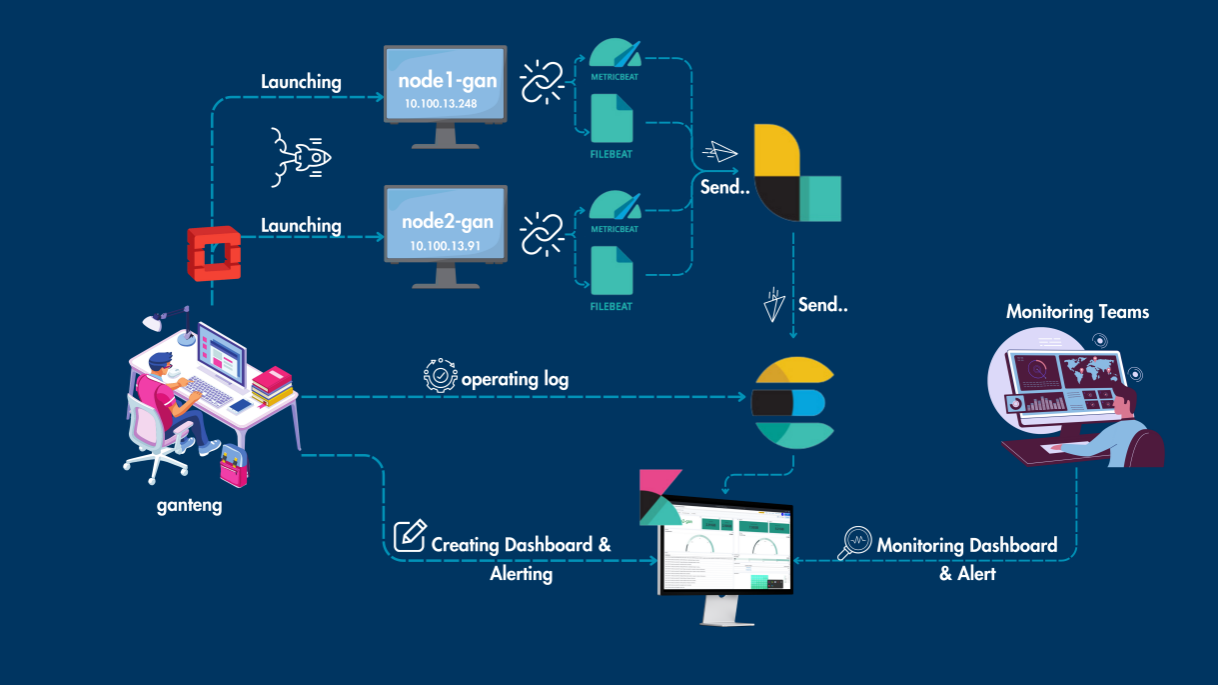 Launching
node1-gan
10.100.13.248
METRICBEAT
FILEBEAT
Send..
Launching
node2-gan
10.100.13.91
METRICBEAT
FILEBEAT
Send..
Monitoring Teams
operating log
ganteng
Creating Dashboard &
Alerting
Monitoring Dashboard
& Alert